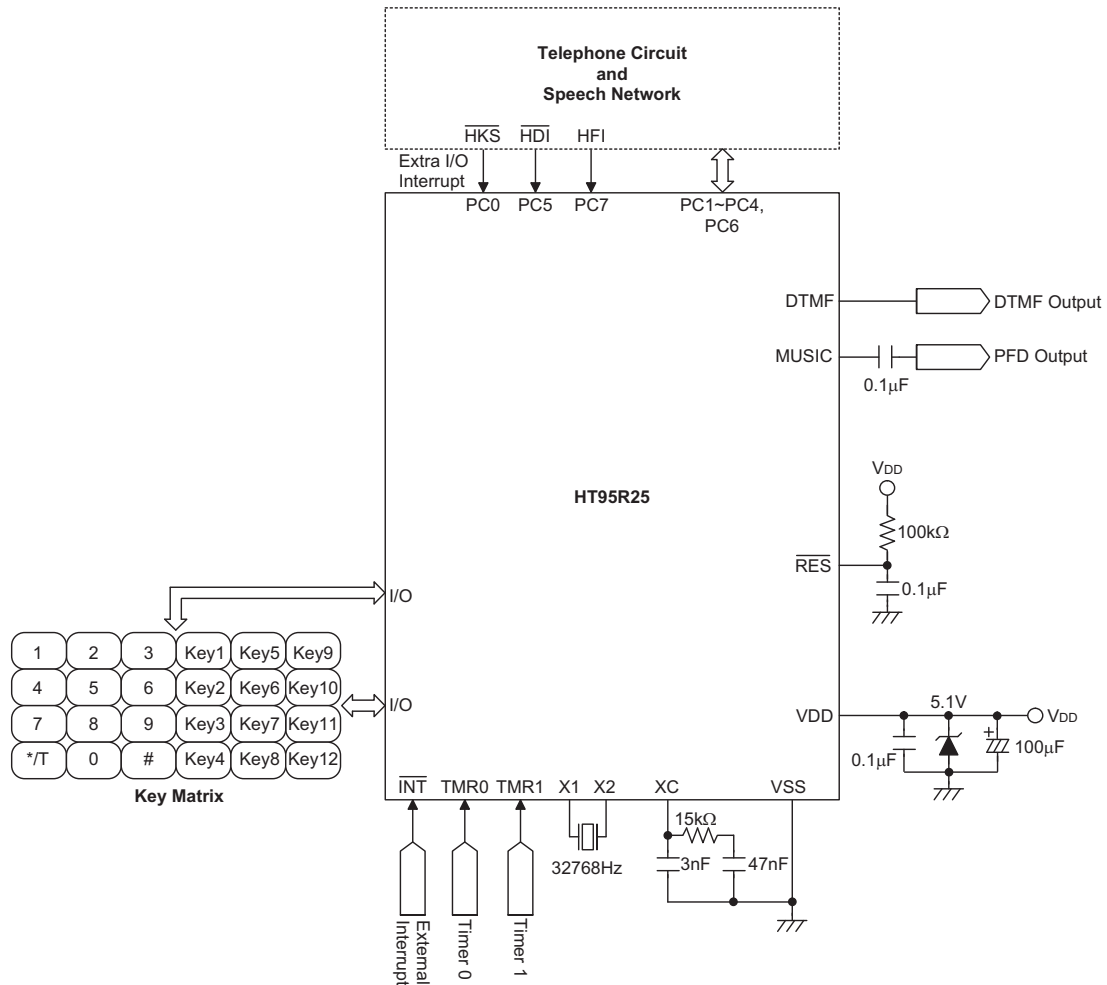 Telephone Circuit
and
Speech Network
HKS HDI HFI
Extra I/O
Interrupt
PC0 PC5 PC7 PC1~PC4,
PC6
DTMF
DTMF Output
MUSIC
0.1μF
PFD Output
HT95R25
VDD
100kΩ
RES
0.1μF
I/O
1 2 3 Key1 Key5 Key9
4 5 6 Key2 Key6 Key10
7 8 9 Key3 Key7 Key11
*/T 0 # Key4 Key8 Key12
Key Matrix
I/O
VDD
5.1V
VDD
0.1μF
100μF
+
INT TMR0 TMR1 X1 X2 XC VSS
32768Hz
15kΩ
3nF
47nF
External
Interrupt
Timer 0
Timer 1